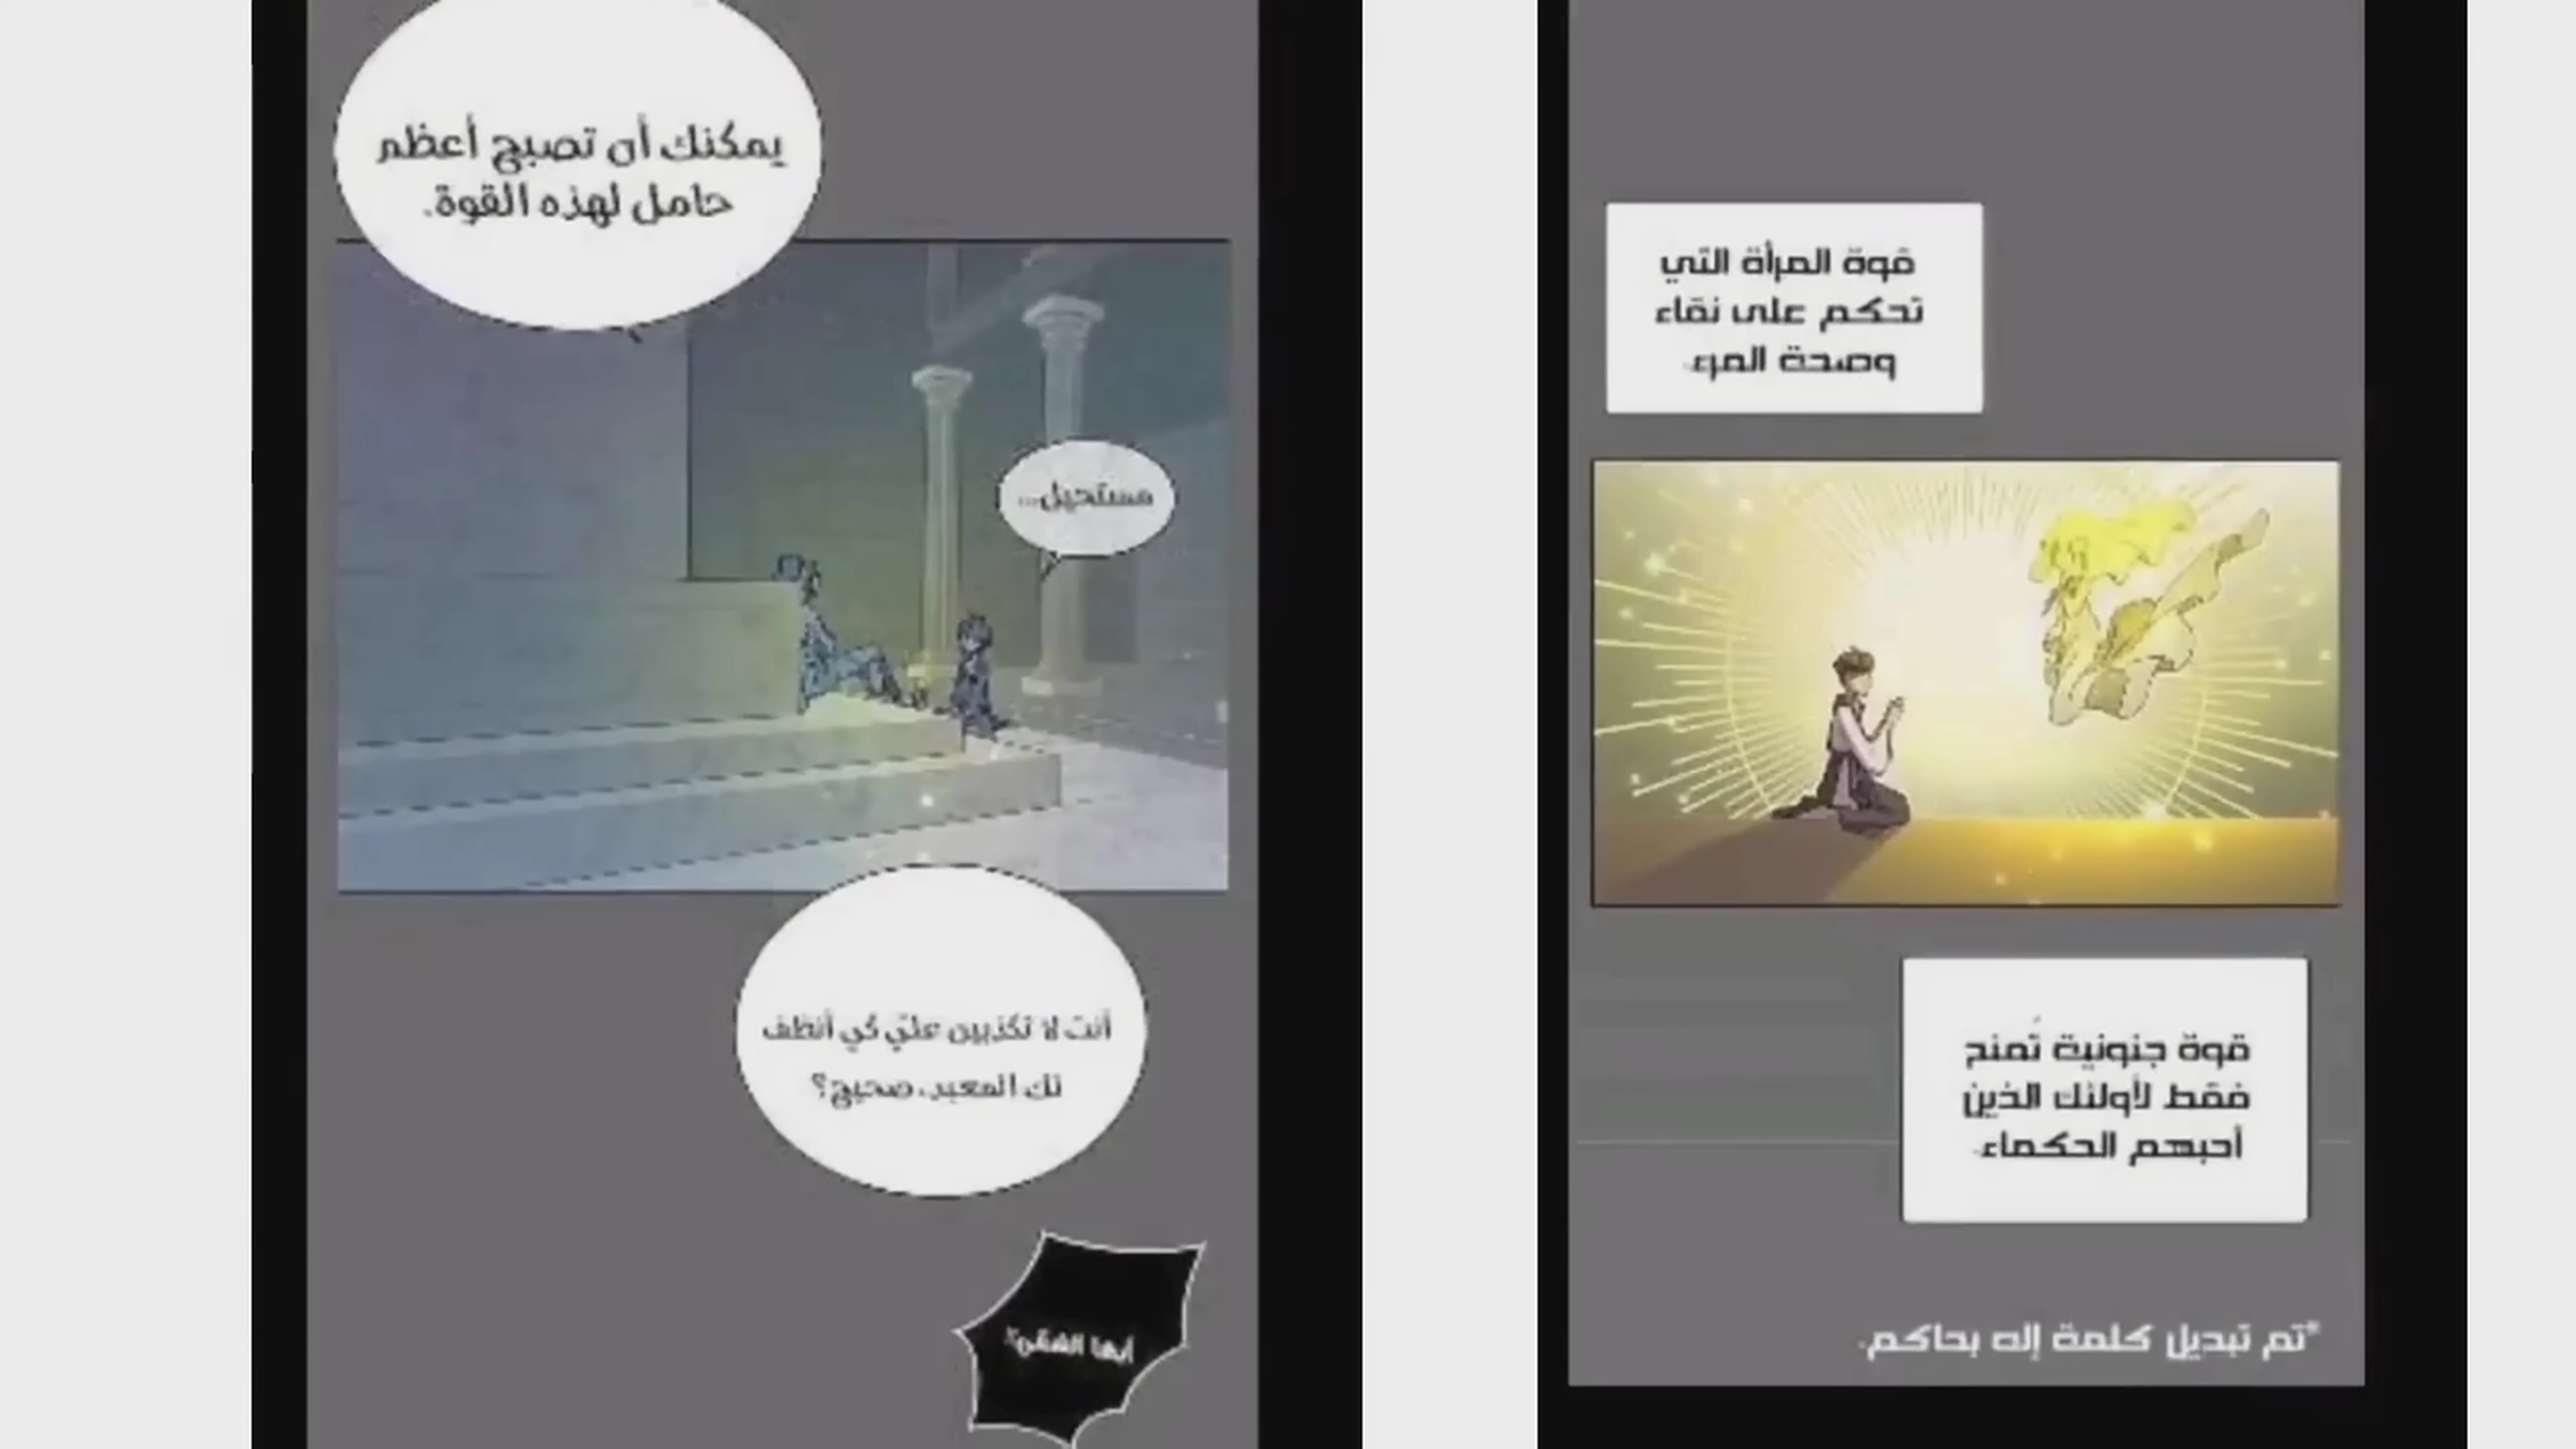 يمكنك أن تصبح أعظم
حامل لهذه القوة.
مستحيل...
أنت لا تكذبين عليّ كي أنظف
لك المعبد، صحيح؟
أيها الشقي!
قوة المرأة التي
تحكم على نقاء
وصحة المرء.
قوة جنونية تُمنح
فقط لأولئك الذين
أحبهم الحكماء.
*تم تبديل كلمة إله بحاكم.